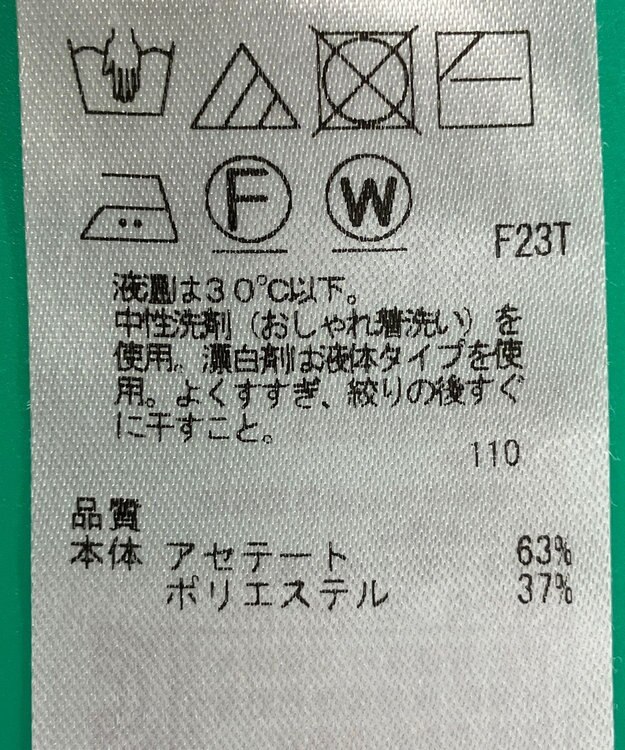 F
W
F23T
液温は30℃以下。
中性洗剤（おしゃれ着洗い）を
使用。漂白剤は液体タイプを使
用。よくすすぎ、絞りの後すぐ
に干すこと。
110
品質
本体 アセテート 63%
ポリエステル 37%